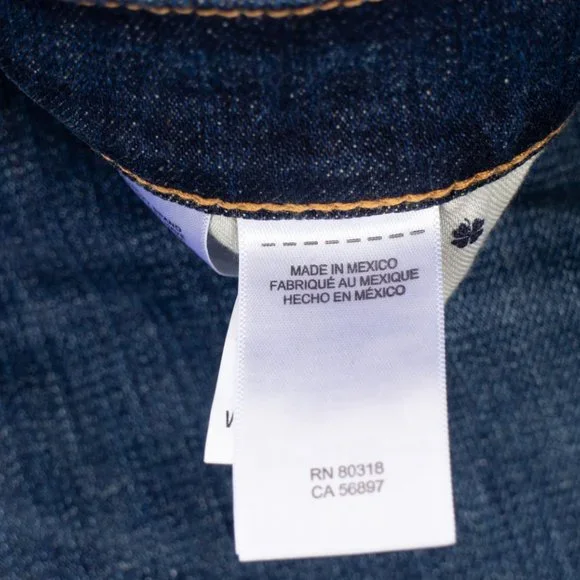 MADE IN MEXICO
FABRIQUÉ AU MEXIQUE
HECHO EN MÉXICO
RN 80318
CA 56897